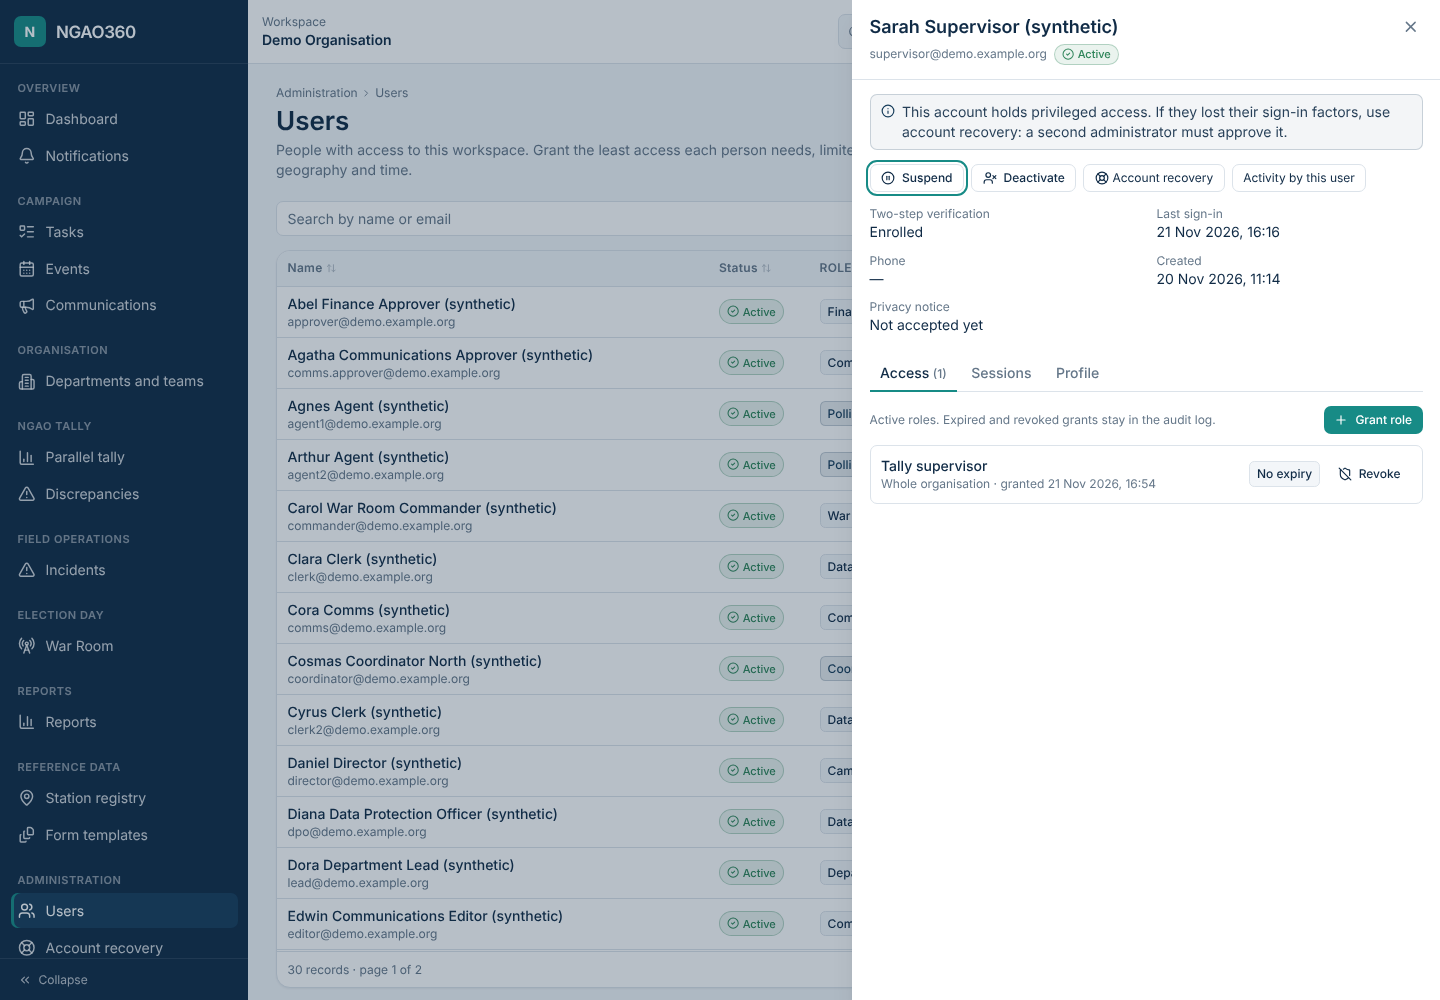 N NGAO360
OVERVIEW
Dashboard
Notifications
CAMPAIGN
Tasks
Events
Communications
ORGANISATION
Departments and teams
NGAO TALLY
Parallel tally
Discrepancies
FIELD OPERATIONS
Incidents
ELECTION DAY
War Room
REPORTS
Reports
REFERENCE DATA
Station registry
Form templates
ADMINISTRATION
Users
Account recovery
Collapse
Workspace
Demo Organisation
Administration > Users
Users
People with access to this workspace. Grant the least access each person needs, limite
geography and time.
Search by name or email
Name Status ROLE
Abel Finance Approver (synthetic) Active Fina
approver@demo.example.org
Agatha Communications Approver (synthetic) Active Com
comms.approver@demo.example.org
Agnes Agent (synthetic) Active Polli
agent1@demo.example.org
Arthur Agent (synthetic) Active Polli
agent2@demo.example.org
Carol War Room Commander (synthetic) Active War
commander@demo.example.org
Clara Clerk (synthetic) Active Data
clerk@demo.example.org
Cora Comms (synthetic) Active Com
comms@demo.example.org
Cosmas Coordinator North (synthetic) Active Coo
coordinator@demo.example.org
Cyrus Clerk (synthetic) Active Data
clerk2@demo.example.org
Daniel Director (synthetic) Active Cam
director@demo.example.org
Diana Data Protection Officer (synthetic) Active Data
dpo@demo.example.org
Dora Department Lead (synthetic) Active Depa
lead@demo.example.org
Edwin Communications Editor (synthetic) Active Com
editor@demo.example.org
30 records · page 1 of 2
Sarah Supervisor (synthetic)
supervisor@demo.example.org Active
This account holds privileged access. If they lost their sign-in factors, use
account recovery: a second administrator must approve it.
Suspend Deactivate Account recovery Activity by this user
Two-step verification Last sign-in
Enrolled 21 Nov 2026, 16:16
Phone Created
— 20 Nov 2026, 11:14
Privacy notice
Not accepted yet
Access (1) Sessions Profile
Active roles. Expired and revoked grants stay in the audit log. Grant role
Tally supervisor No expiry Revoke
Whole organisation · granted 21 Nov 2026, 16:54